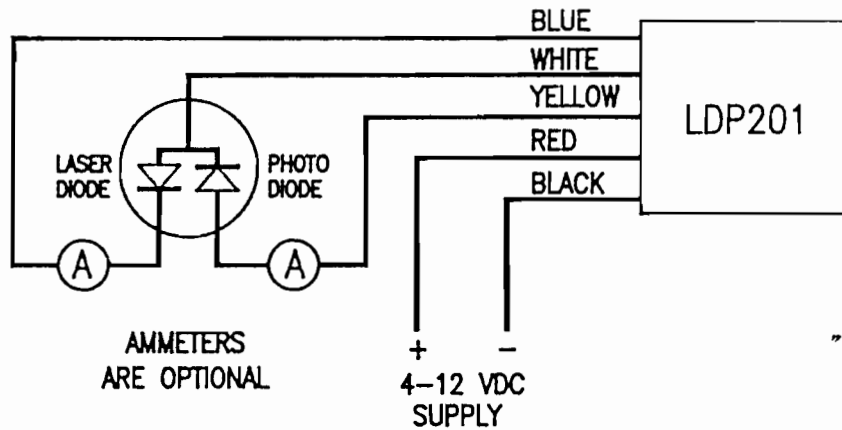 BLUE
WHITE
YELLOW
RED
BLACK
LDP201
LASER
DIODE
PHOTO
DIODE
A
A
AMMETERS
ARE OPTIONAL
+ −
4−12 VDC
SUPPLY
"